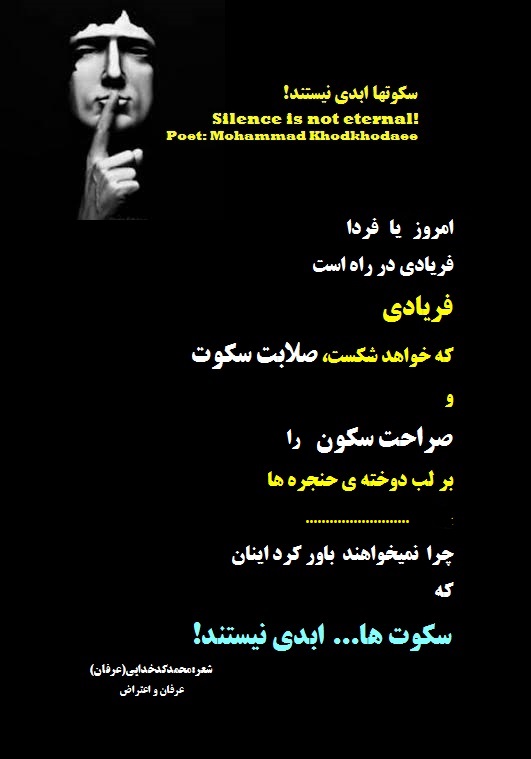 سکوتها ابدی نیستند!
Silence is not eternal!
Poet: Mohammad Khodkhodaee
امروز یا فردا
فریادی در راه است
فریادی
که خواهد شکست، صلابت سکوت
و
صراحت سکون را
بر لب دوخته ی حنجره ها
..........................
چرا نمیخواهند باور کرد اینان
که
سکوت ها... ابدی نیستند!
شعر:محمدکدخدایی(عرفان)
عرفان و اعتراض